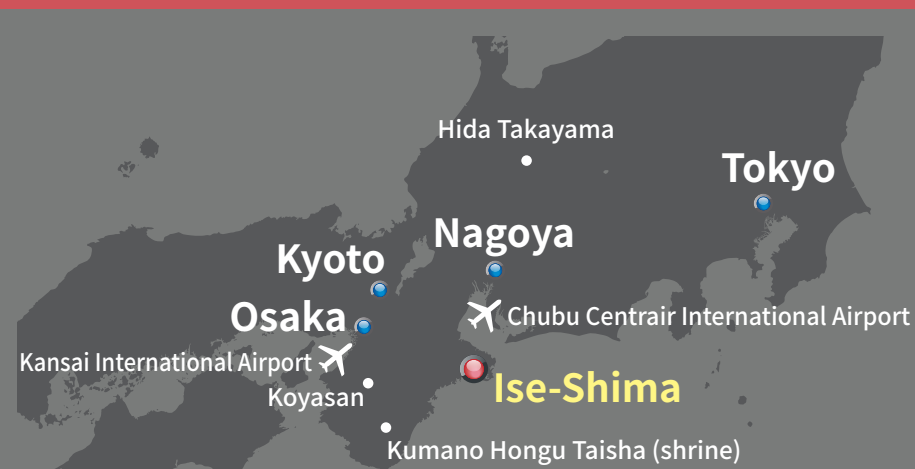 Hida Takayama
Tokyo
Nagoya
Kyoto
Osaka
Chubu Centrair International Airport
Kansai International Airport
Ise-Shima
Koyasan
Kumano Hongu Taisha (shrine)